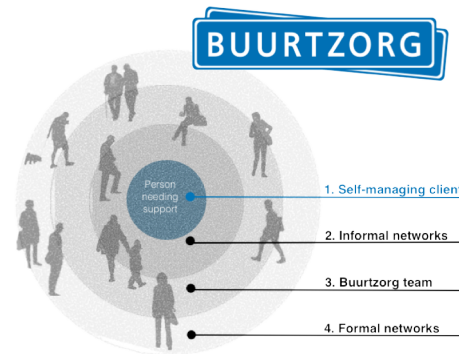 BUURTZORG
Person
needing
support
1. Self-managing client
2. Informal networks
3. Buurtzorg team
4. Formal networks